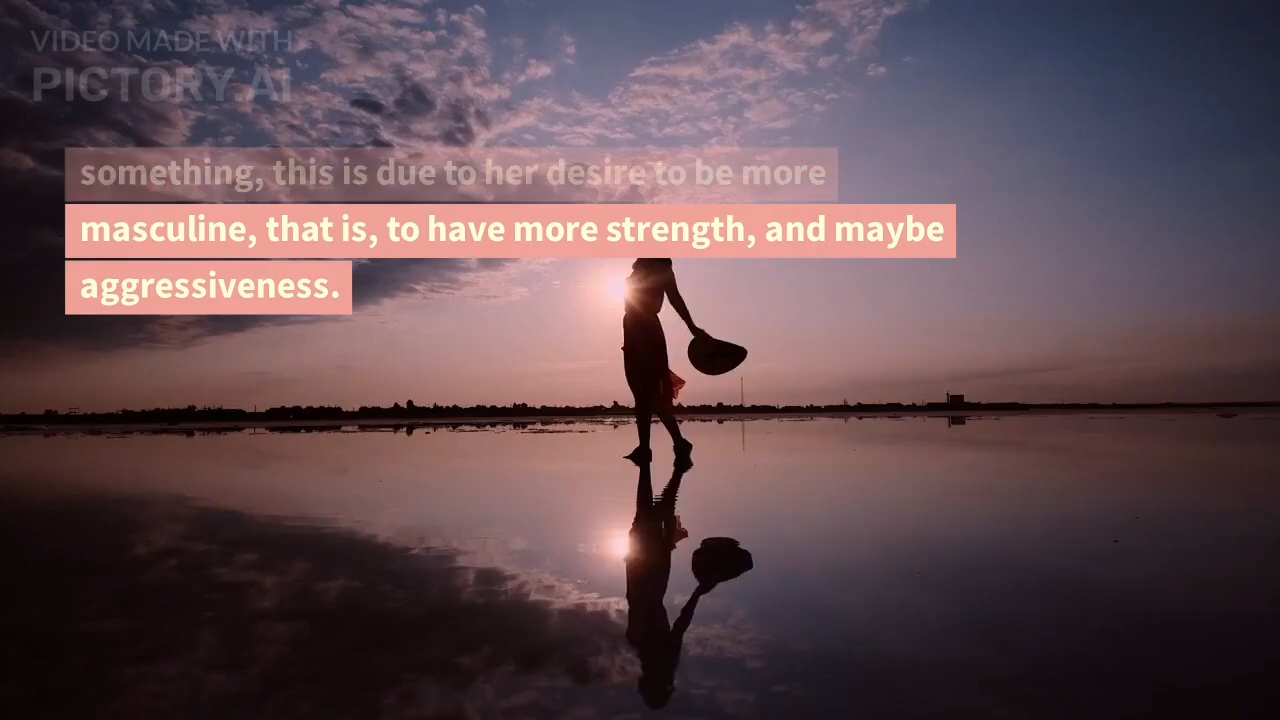 VIDEO MADE WITH
PICTORY.AI
something, this is due to her desire to be more
masculine, that is, to have more strength, and maybe
aggressiveness.